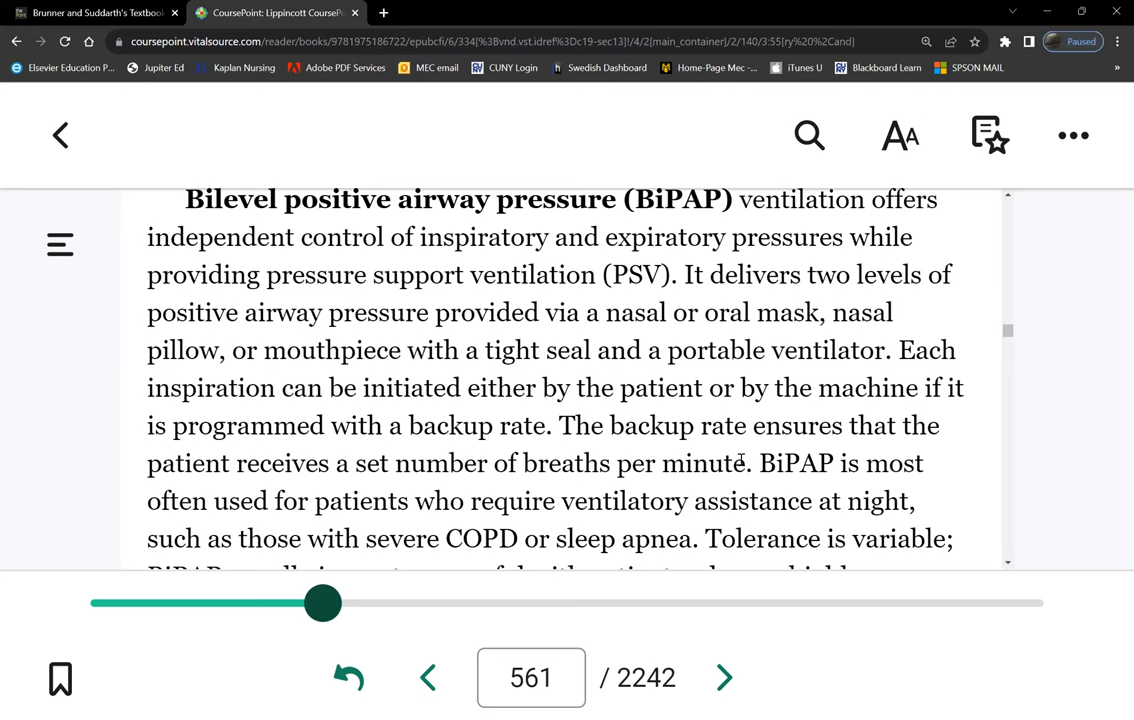 Brunner and Suddarth's Textbook
CoursePoint: Lippincott CourseP
coursepoint.vitalsource.com/reader/books/9781975186722/epubcfi/6/334[%3Bvnd.vst.idref%3Dc19-sec13]!/4/2[main_container]/2/140/3:55[ry%20%2Cand]
Paused
Elsevier Education P...
Jupiter Ed
Kaplan Nursing
Adobe PDF Services
MEC email
CUNY Login
Swedish Dashboard
Home-Page Mec -...
iTunes U
Blackboard Learn
SPSON MAIL
»
AA
Bilevel positive airway pressure (BiPAP) ventilation offers
independent control of inspiratory and expiratory pressures while
providing pressure support ventilation (PSV). It delivers two levels of
positive airway pressure provided via a nasal or oral mask, nasal
pillow, or mouthpiece with a tight seal and a portable ventilator. Each
inspiration can be initiated either by the patient or by the machine if it
is programmed with a backup rate. The backup rate ensures that the
patient receives a set number of breaths per minute. BiPAP is most
often used for patients who require ventilatory assistance at night,
such as those with severe COPD or sleep apnea. Tolerance is variable;
561 / 2242